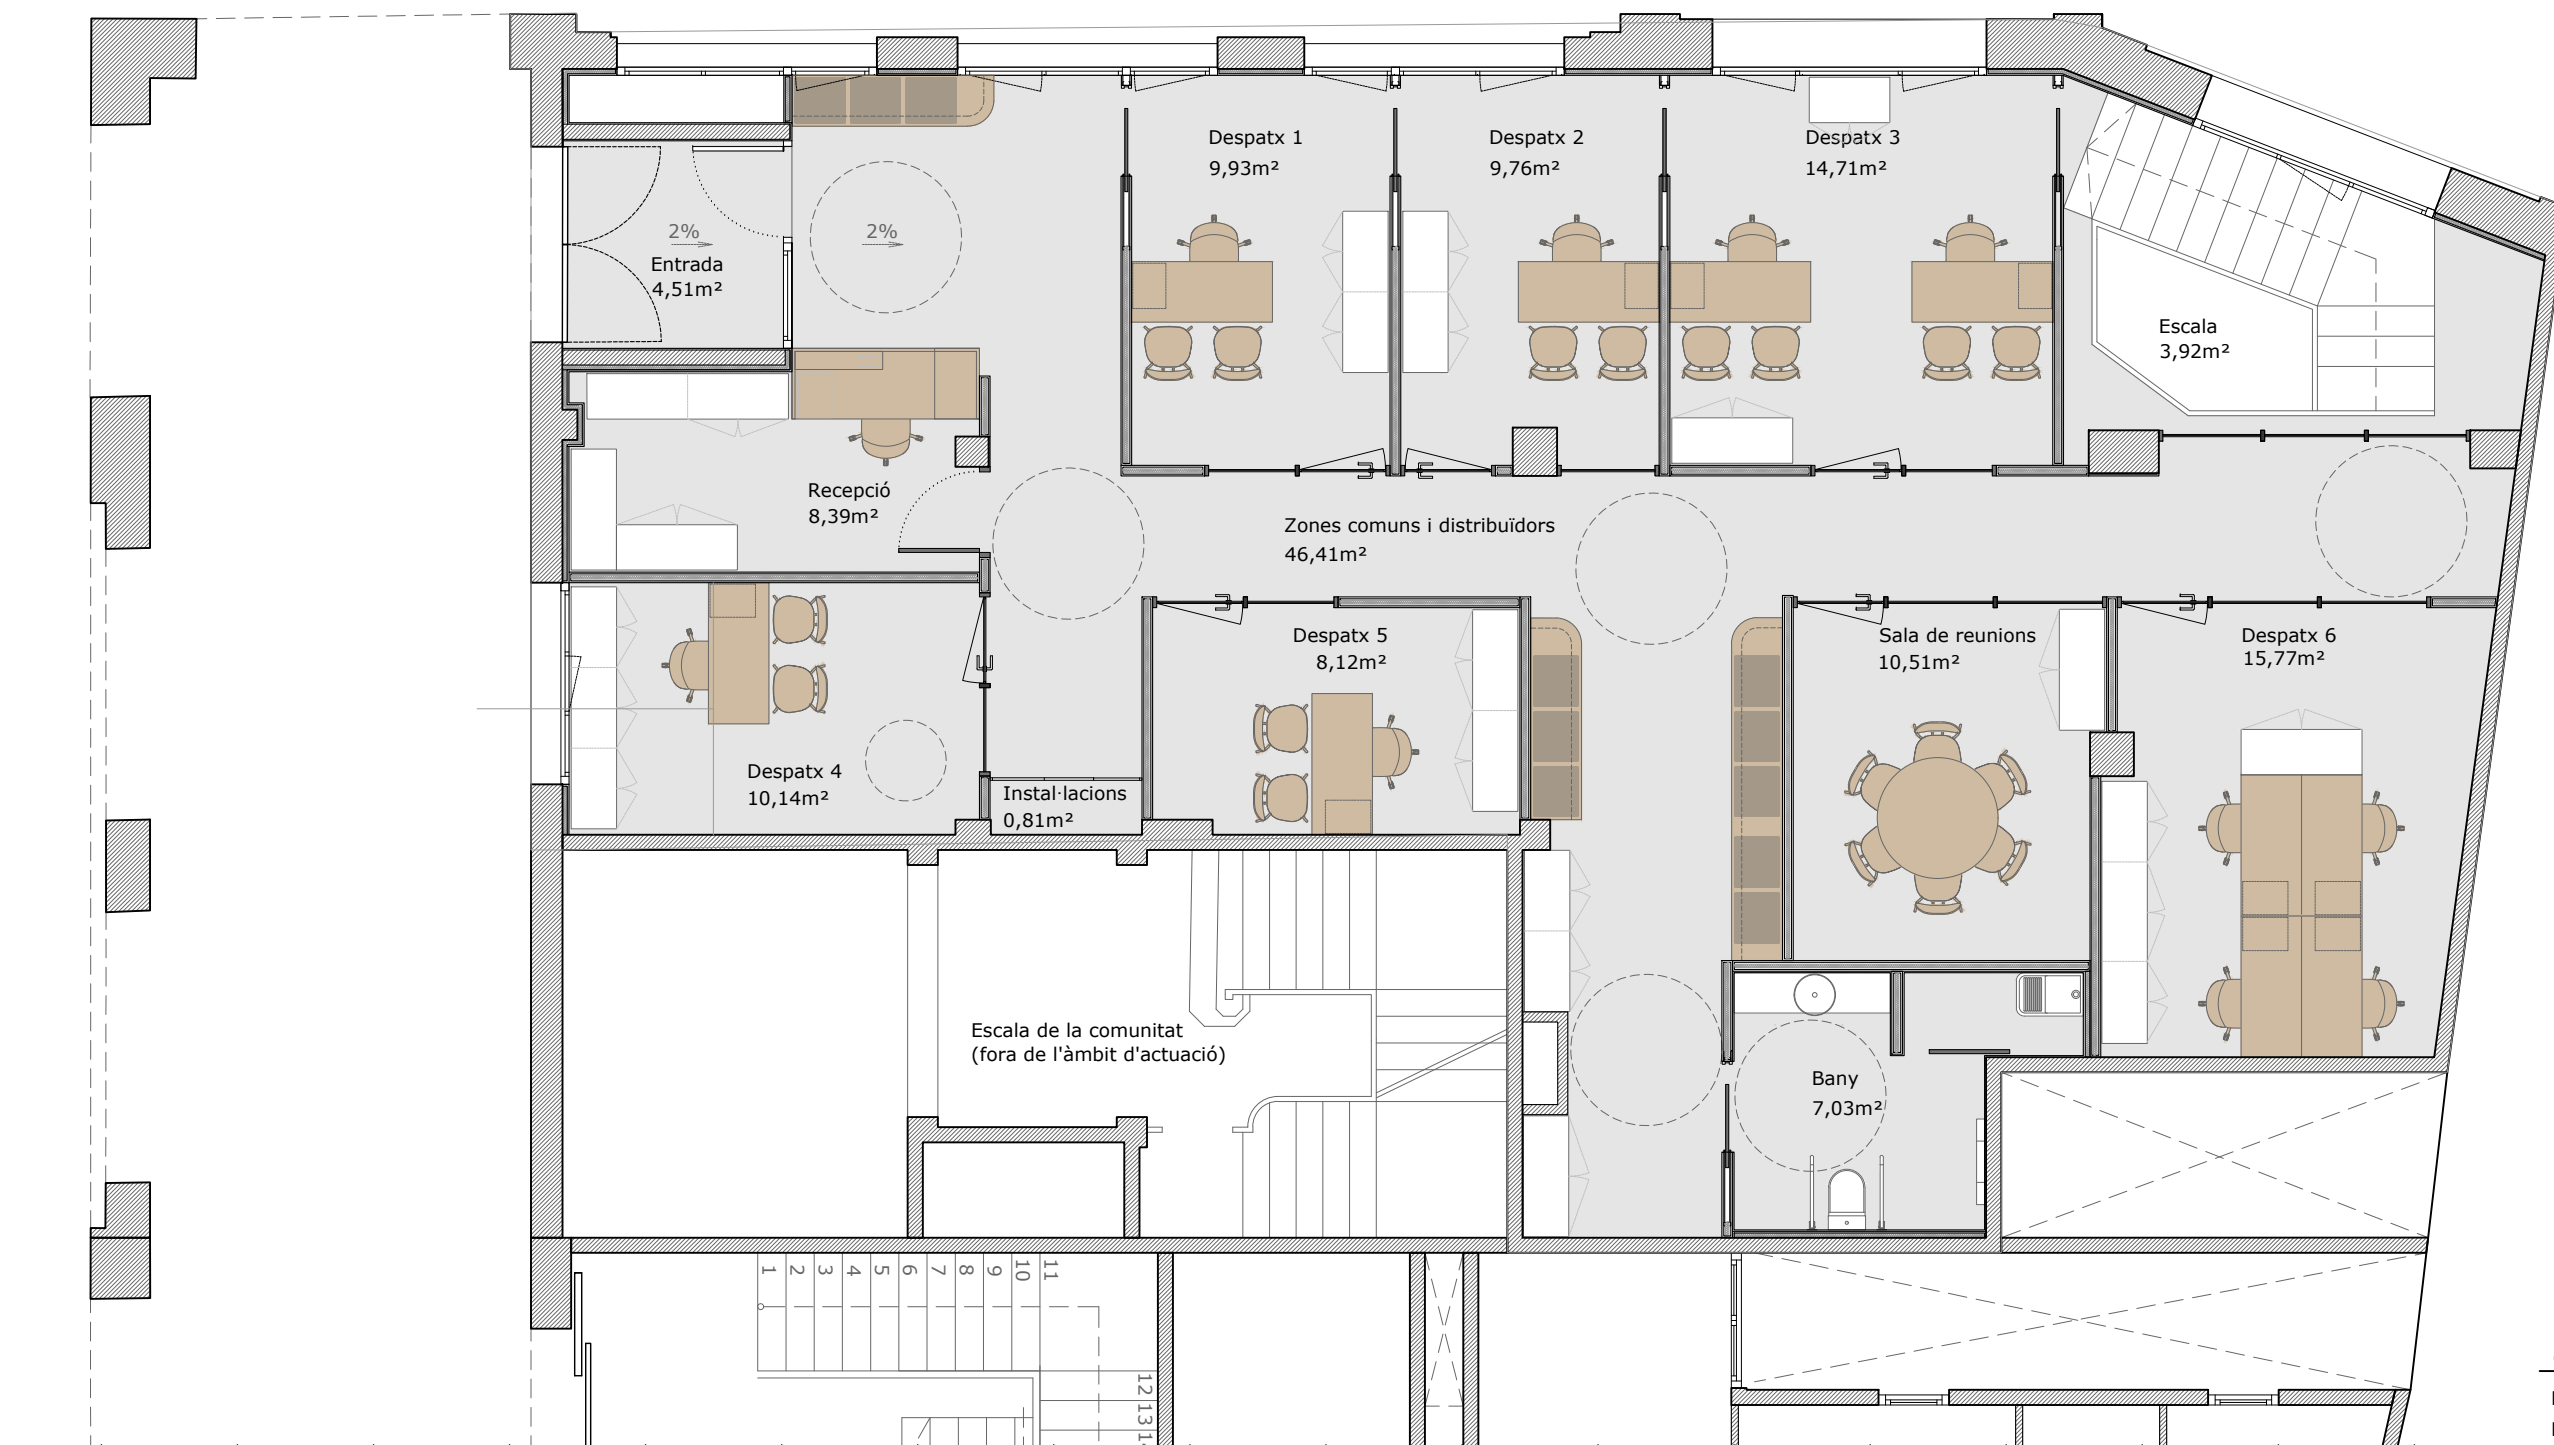 Despatx 1
9,93m²
Despatx 2
9,76m²
Despatx 3
14,71m²
2%
2%
Entrada
4,51m²
Escala
3,92m²
Recepció
8,39m²
Zones comuns i distribuïdors
46,41m²
Despatx 5
8,12m²
Sala de reunions
10,51m²
Despatx 6
15,77m²
Despatx 4
10,14m²
Instal·lacions
0,81m²
Escala de la comunitat
(fora de l'àmbit d'actuació)
Bany
7,03m²
1 2 3 4 5 6 7 8 9 10 11
12
13